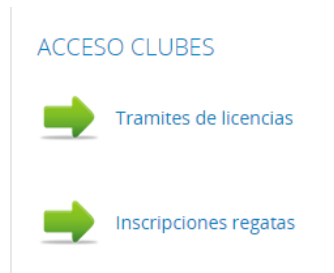 ACCESO CLUBES
Tramites de licencias
Inscripciones regatas